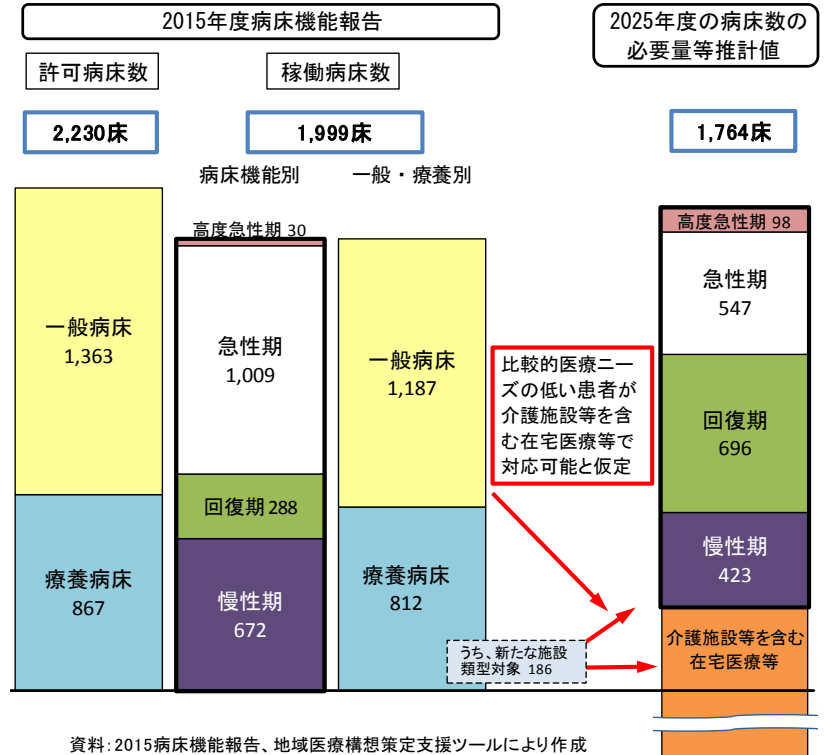 2015年度病床機能報告
2025年度の病床数の
必要量等推計値
許可病床数
稼働病床数
2,230床
1,999床
1,764床
病床機能別
一般・療養別
一般病床
1,363
療養病床
867
高度急性期 30
急性期
1,009
回復期 288
慢性期
672
一般病床
1,187
療養病床
812
比較的医療ニー
ズの低い患者が
介護施設等を含
む在宅医療等で
対応可能と仮定
うち、新たな施設
類型対象 186
高度急性期 98
急性期
547
回復期
696
慢性期
423
介護施設等を含む
在宅医療等
資料：2015病床機能報告、地域医療構想策定支援ツールにより作成